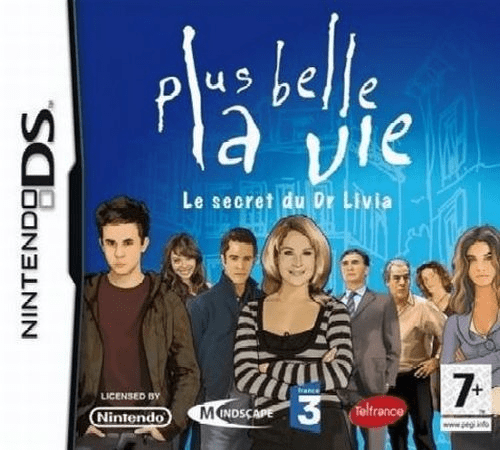 NINTENDO DS
TM
plus belle
la vie
Le secret du Dr Livia
LICENSED BY
Nintendo
MINDSCAPE
france
3
Telfrance
7+
www.pegi.info